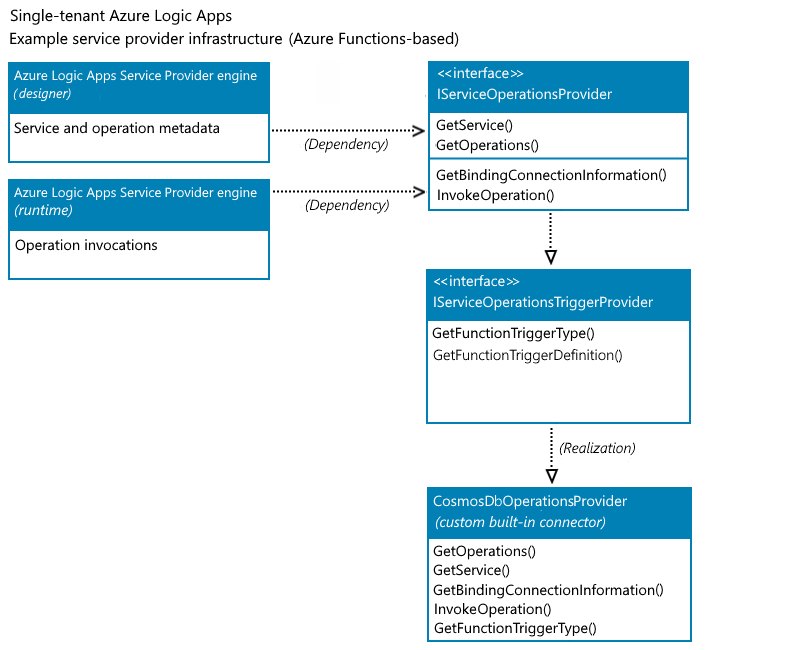 Single-tenant Azure Logic Apps
Example service provider infrastructure (Azure Functions-based)
Azure Logic Apps Service Provider engine
(designer)
Service and operation metadata
(Dependency)
Azure Logic Apps Service Provider engine
(runtime)
Operation invocations
(Dependency)
<<interface>>
IServiceOperationsProvider
GetService()
GetOperations()
GetBindingConnectionInformation()
InvokeOperation()
<<interface>>
IServiceOperationsTriggerProvider
GetFunctionTriggerType()
GetFunctionTriggerDefinition()
(Realization)
CosmosDbOperationsProvider
(custom built-in connector)
GetOperations()
GetService()
GetBindingConnectionInformation()
InvokeOperation()
GetFunctionTriggerType()